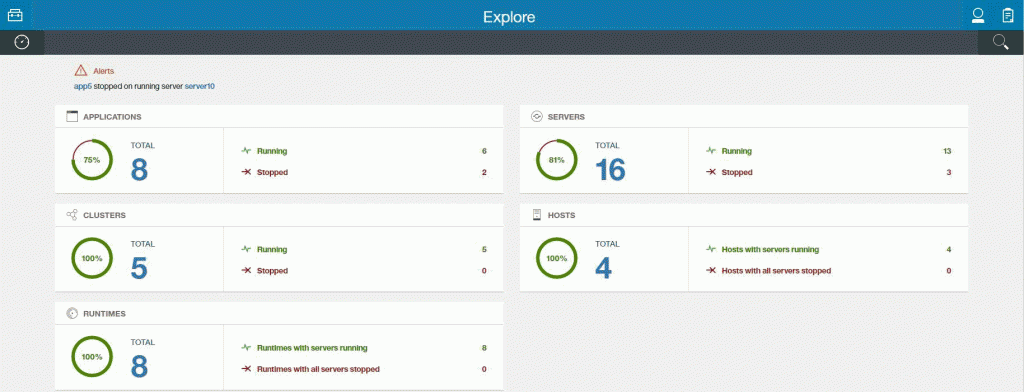 Explore
Alerts
app5 stopped on running server server10
APPLICATIONS
75%
TOTAL
8
Running 6
Stopped 2
SERVERS
81%
TOTAL
16
Running 13
Stopped 3
CLUSTERS
100%
TOTAL
5
Running 5
Stopped 0
HOSTS
100%
TOTAL
4
Hosts with servers running 4
Hosts with all servers stopped 0
RUNTIMES
100%
TOTAL
8
Runtimes with servers running 8
Runtimes with all servers stopped 0